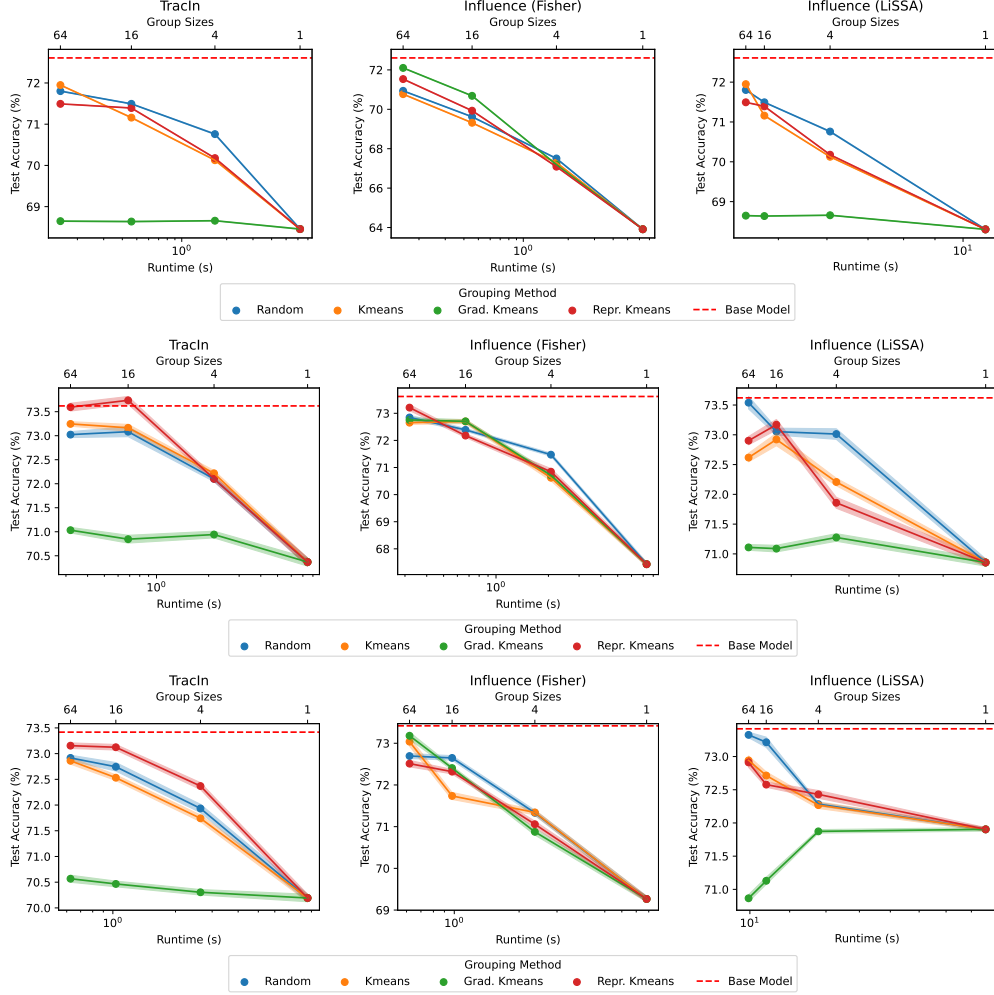 TracIn
Group Sizes
64 16 4 1
Test Accuracy (%)
72
71
70
69
10⁰
Runtime (s)
Influence (Fisher)
Group Sizes
64 16 4 1
Test Accuracy (%)
72
70
68
66
64
10⁰
Runtime (s)
Influence (LiSSA)
Group Sizes
64 16 4 1
Test Accuracy (%)
72
71
70
69
10¹
Runtime (s)
Grouping Method
Random Kmeans Grad. Kmeans Repr. Kmeans Base Model
TracIn
Group Sizes
64 16 4 1
Test Accuracy (%)
73.5
73.0
72.5
72.0
71.5
71.0
70.5
10⁰
Runtime (s)
Influence (Fisher)
Group Sizes
64 16 4 1
Test Accuracy (%)
73
72
71
70
69
68
10⁰
Runtime (s)
Influence (LiSSA)
Group Sizes
64 16 4 1
Test Accuracy (%)
73.5
73.0
72.5
72.0
71.5
71.0
Runtime (s)
Grouping Method
Random Kmeans Grad. Kmeans Repr. Kmeans Base Model
TracIn
Group Sizes
64 16 4 1
Test Accuracy (%)
73.5
73.0
72.5
72.0
71.5
71.0
70.5
70.0
10⁰
Runtime (s)
Influence (Fisher)
Group Sizes
64 16 4 1
Test Accuracy (%)
73
72
71
70
69
10⁰
Runtime (s)
Influence (LiSSA)
Group Sizes
64 16 4 1
Test Accuracy (%)
73.0
72.5
72.0
71.5
71.0
10¹
Runtime (s)
Grouping Method
Random Kmeans Grad. Kmeans Repr. Kmeans Base Model